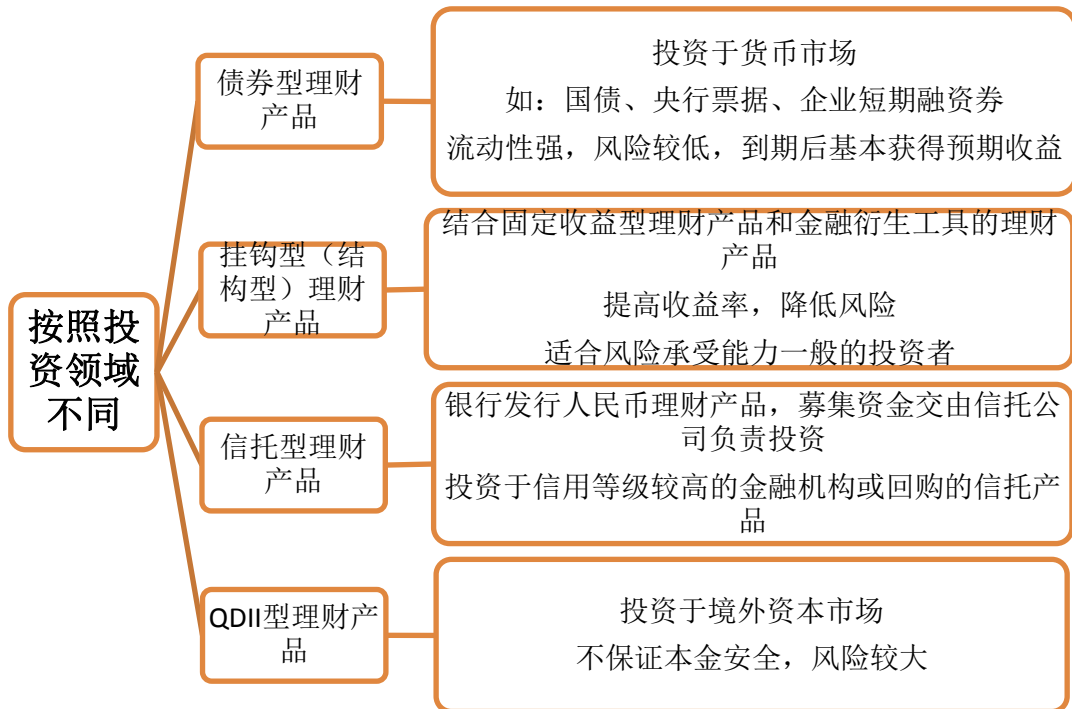 按照投
资领域
不同
债券型理财
产品
投资于货币市场
如：国债、央行票据、企业短期融资券
流动性强，风险较低，到期后基本获得预期收益
挂钩型（结
构型）理财
产品
结合固定收益型理财产品和金融衍生工具的理财
产品
提高收益率，降低风险
适合风险承受能力一般的投资者
信托型理财
产品
银行发行人民币理财产品，募集资金交由信托公
司负责投资
投资于信用等级较高的金融机构或回购的信托产
品
QDII型理财产
品
投资于境外资本市场
不保证本金安全，风险较大